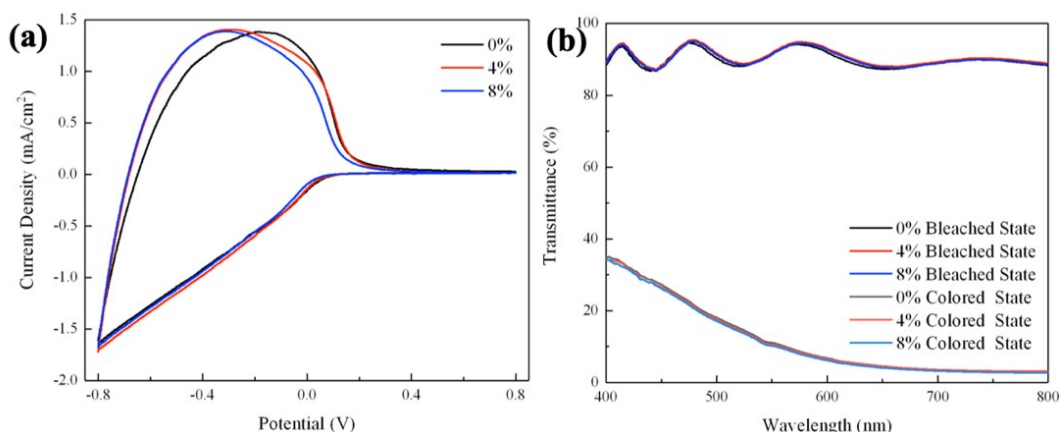 (a)
1.5
1.0
0.5
0.0
-0.5
-1.0
-1.5
-2.0
Current Density (mA/cm²)
0%
4%
8%
-0.8
-0.4
0.0
0.4
0.8
Potential (V)
(b)
100
80
60
40
20
0
Transmittance (%)
0% Bleached State
4% Bleached State
8% Bleached State
0% Colored State
4% Colored State
8% Colored State
400
500
600
700
800
Wavelength (nm)